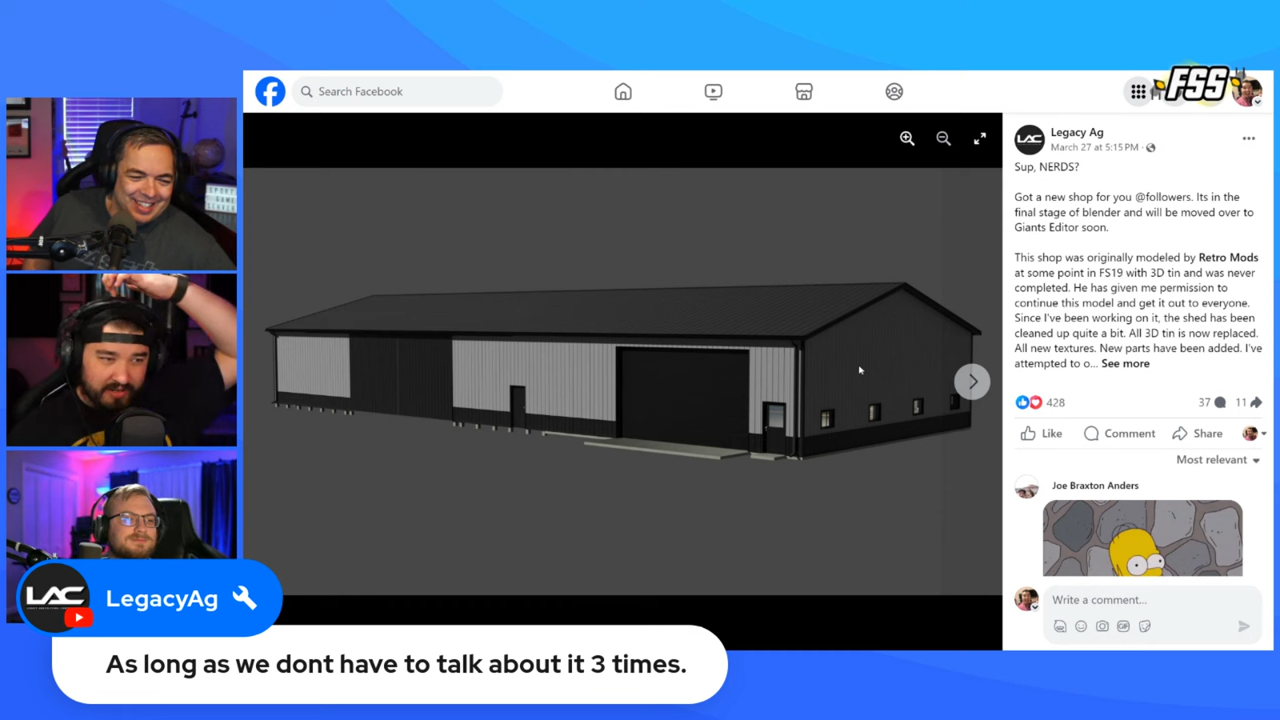 Search Facebook
FSS
LAC
Legacy Ag
March 27 at 5:15 PM ·
Sup, NERDS?
Got a new shop for you @followers. Its in the
final stage of blender and will be moved over to
Giants Editor soon.
This shop was originally modeled by Retro Mods
at some point in FS19 with 3D tin and was never
completed. He has given me permission to
continue this model and get it out to everyone.
Since I've been working on it, the shed has been
cleaned up quite a bit. All 3D tin is now replaced.
All new textures. New parts have been added. I've
attempted to o... See more
428
37
11
Like
Comment
Share
Most relevant
Joe Braxton Anders
Write a comment...
GIF
LAC
LegacyAg
As long as we dont have to talk about it 3 times.